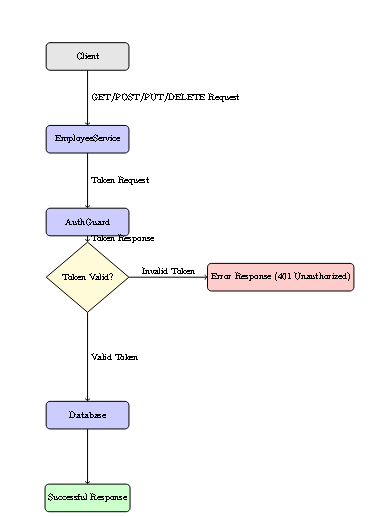 Client
GET/POST/PUT/DELETE Request
EmployeeService
Token Request
AuthGuard
Token Response
Token Valid?
Invalid Token
Error Response (401 Unauthorized)
Valid Token
Database
Successful Response